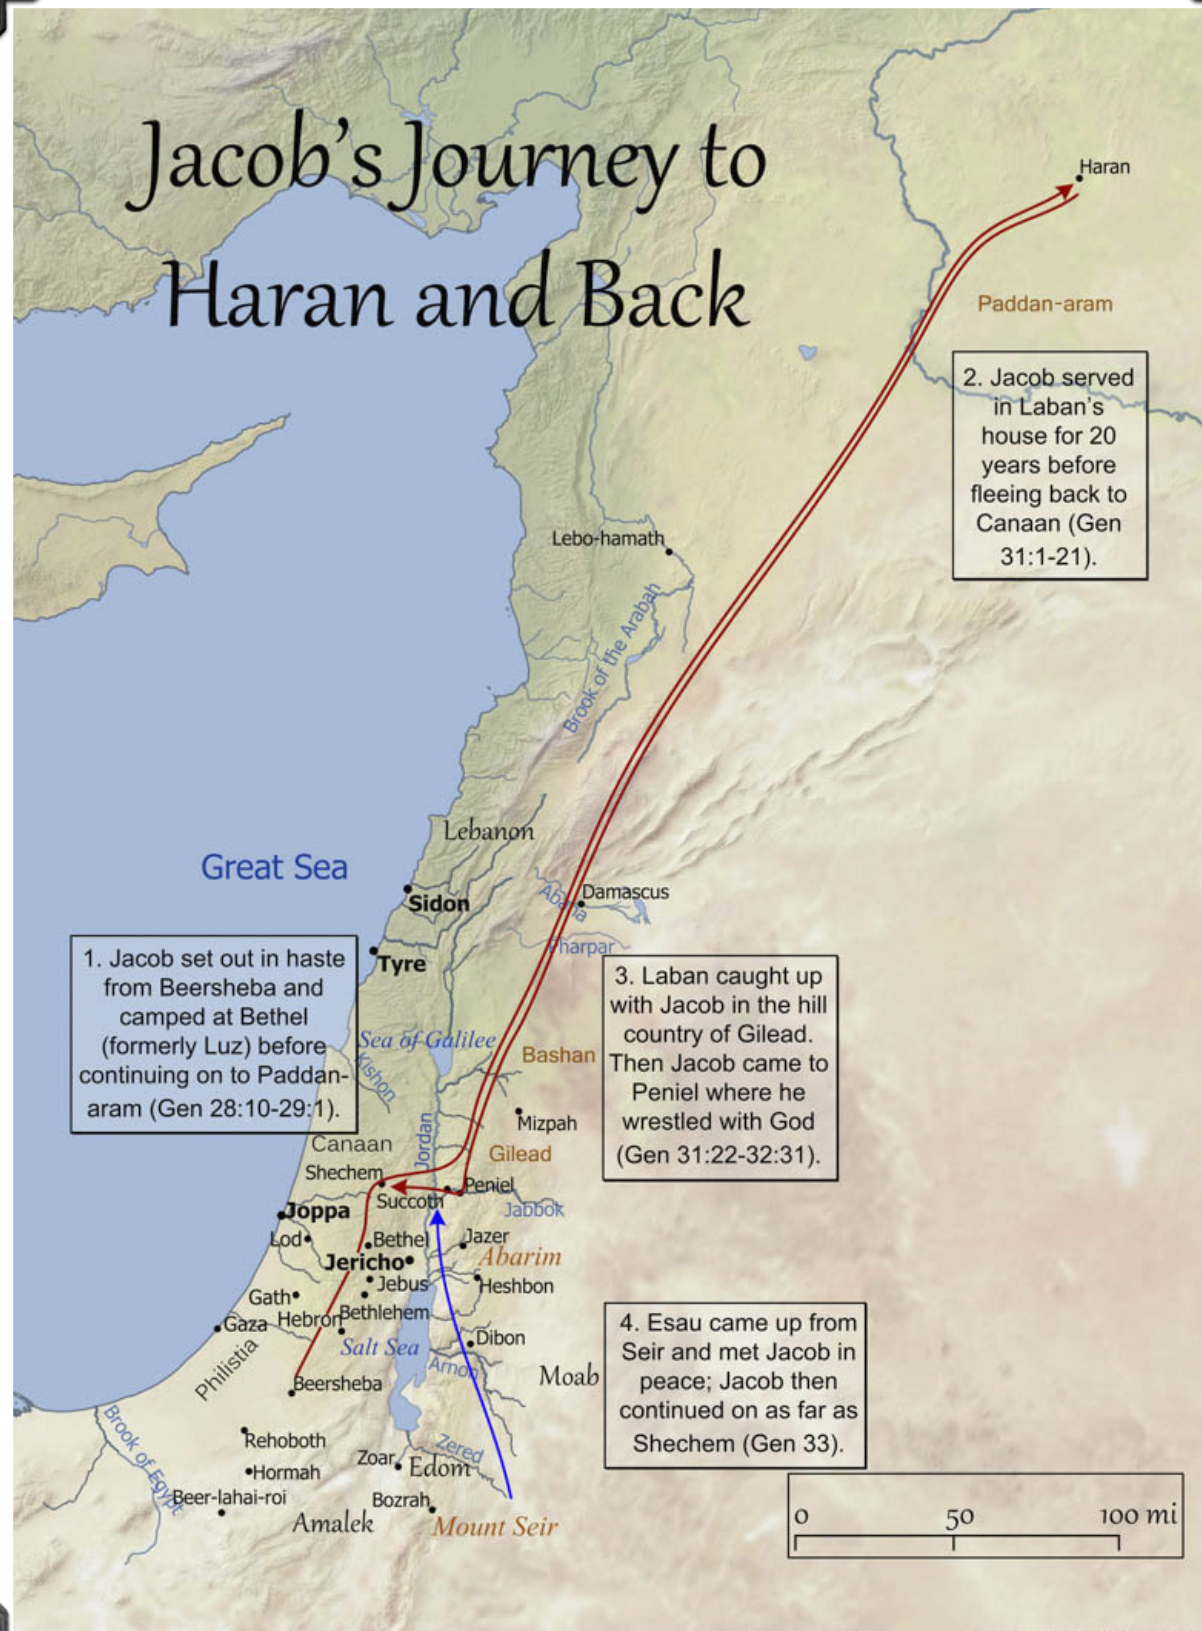 Jacob's Journey to
Haran and Back
Haran
Paddan-aram
2. Jacob served
in Laban's
house for 20
years before
fleeing back to
Canaan (Gen
31:1-21).
Lebo-hamath
Brook of the Arabah
Lebanon
Great Sea
Sidon
Damascus
Abana
Pharpar
Tyre
1. Jacob set out in haste
from Beersheba and
camped at Bethel
(formerly Luz) before
continuing on to Paddan-
aram (Gen 28:10-29:1).
3. Laban caught up
with Jacob in the hill
country of Gilead.
Then Jacob came to
Peniel where he
wrestled with God
(Gen 31:22-32:31).
Sea of Galilee
Bashan
Kishon
Mizpah
Jordan
Canaan
Gilead
Shechem
Peniel
Succoth
Jabbok
Joppa
Lod
Bethel
Jazer
Jericho
Abarim
Jebus
Heshbon
Gath
Hebron
Bethlehem
Gaza
Salt Sea
Dibon
Philistia
Arnon
Moab
Beersheba
4. Esau came up from
Seir and met Jacob in
peace; Jacob then
continued on as far as
Shechem (Gen 33).
Brook of Egypt
Rehoboth
Zered
Zoar
Edom
Hormah
Beer-lahai-roi
Bozrah
Amalek
Mount Seir
0 50 100 mi